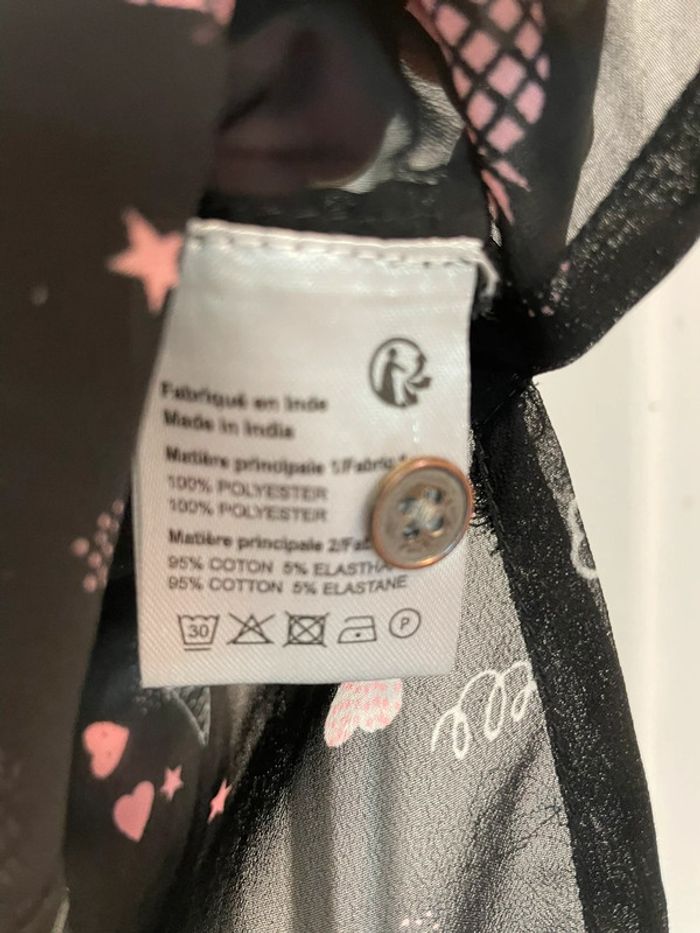 Fabriqué en Inde
Made in India
Matière principale 1/Fabric
100% POLYESTER
100% POLYESTER
Matière principale 2/Fa
95% COTON 5% ELASTHA
95% COTTON 5% ELASTANE
30
P